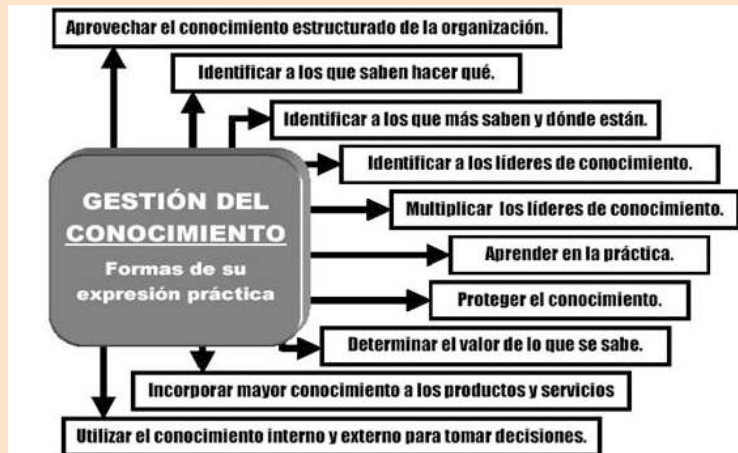 Aprovechar el conocimiento estructurado de la organización.
Identificar a los que saben hacer qué.
Identificar a los que más saben y dónde están.
Identificar a los líderes de conocimiento.
Multiplicar los líderes de conocimiento.
Aprender en la práctica.
Proteger el conocimiento.
Determinar el valor de lo que se sabe.
Incorporar mayor conocimiento a los productos y servicios
Utilizar el conocimiento interno y externo para tomar decisiones.
GESTIÓN DEL
CONOCIMIENTO
Formas de su
expresión práctica